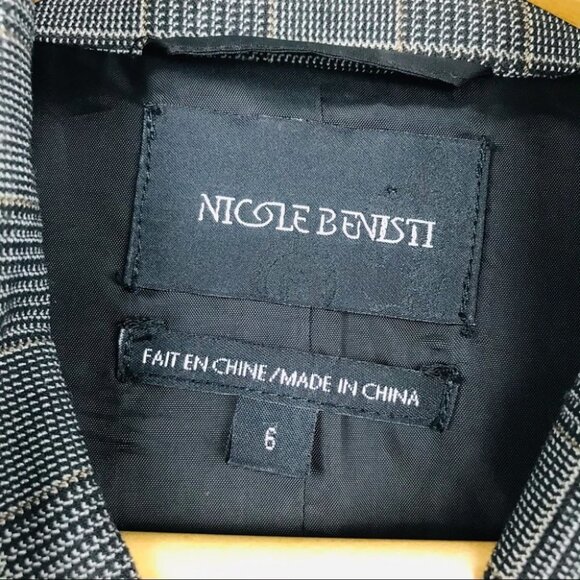 NICOLE BENISTI
FAIT EN CHINE/MADE IN CHINA
6